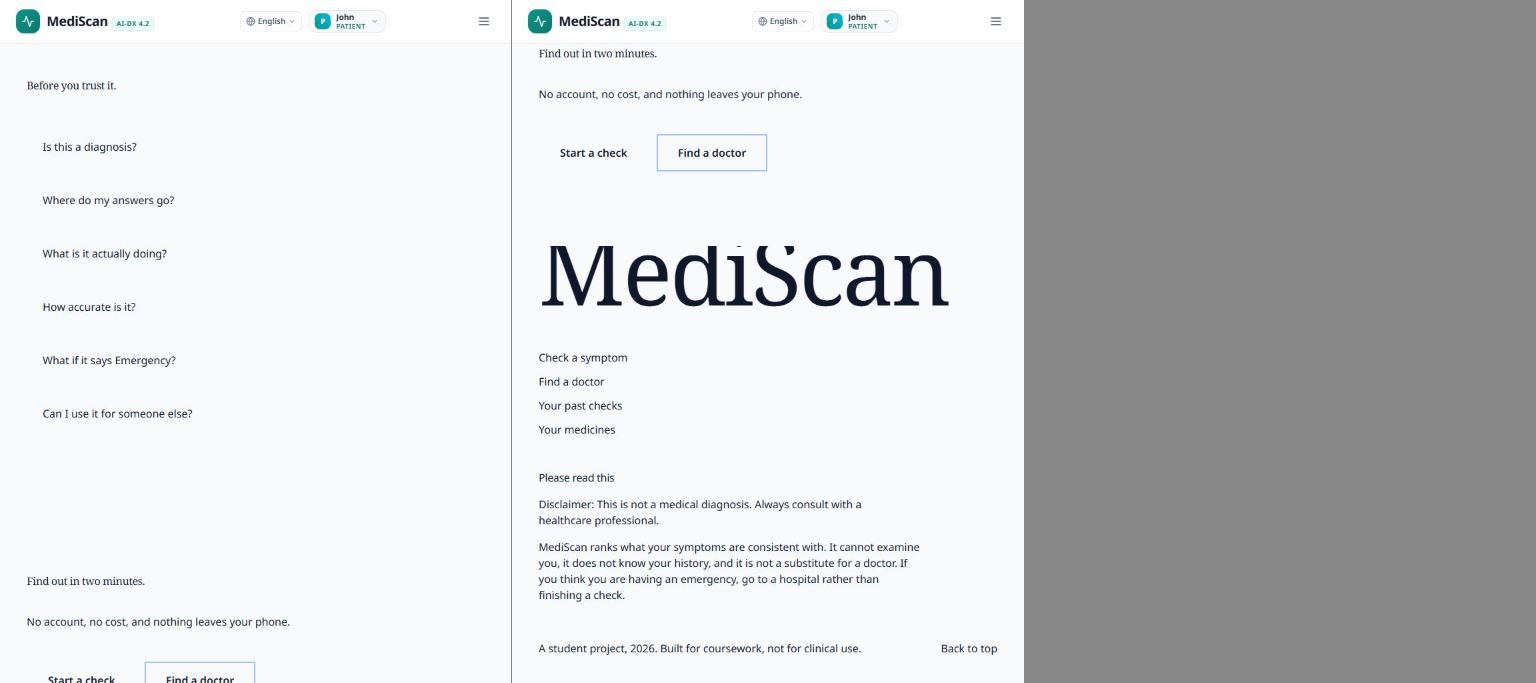 MediScan AI-DX 4.2
English
P
John
PATIENT
Before you trust it.
Is this a diagnosis?
Where do my answers go?
What is it actually doing?
How accurate is it?
What if it says Emergency?
Can I use it for someone else?
Find out in two minutes.
No account, no cost, and nothing leaves your phone.
Start a check
Find a doctor
MediScan AI-DX 4.2
English
P
John
PATIENT
Find out in two minutes.
No account, no cost, and nothing leaves your phone.
Start a check
Find a doctor
MediScan
Check a symptom
Find a doctor
Your past checks
Your medicines
Please read this
Disclaimer: This is not a medical diagnosis. Always consult with a
healthcare professional.
MediScan ranks what your symptoms are consistent with. It cannot examine
you, it does not know your history, and it is not a substitute for a doctor. If
you think you are having an emergency, go to a hospital rather than
finishing a check.
A student project, 2026. Built for coursework, not for clinical use.
Back to top